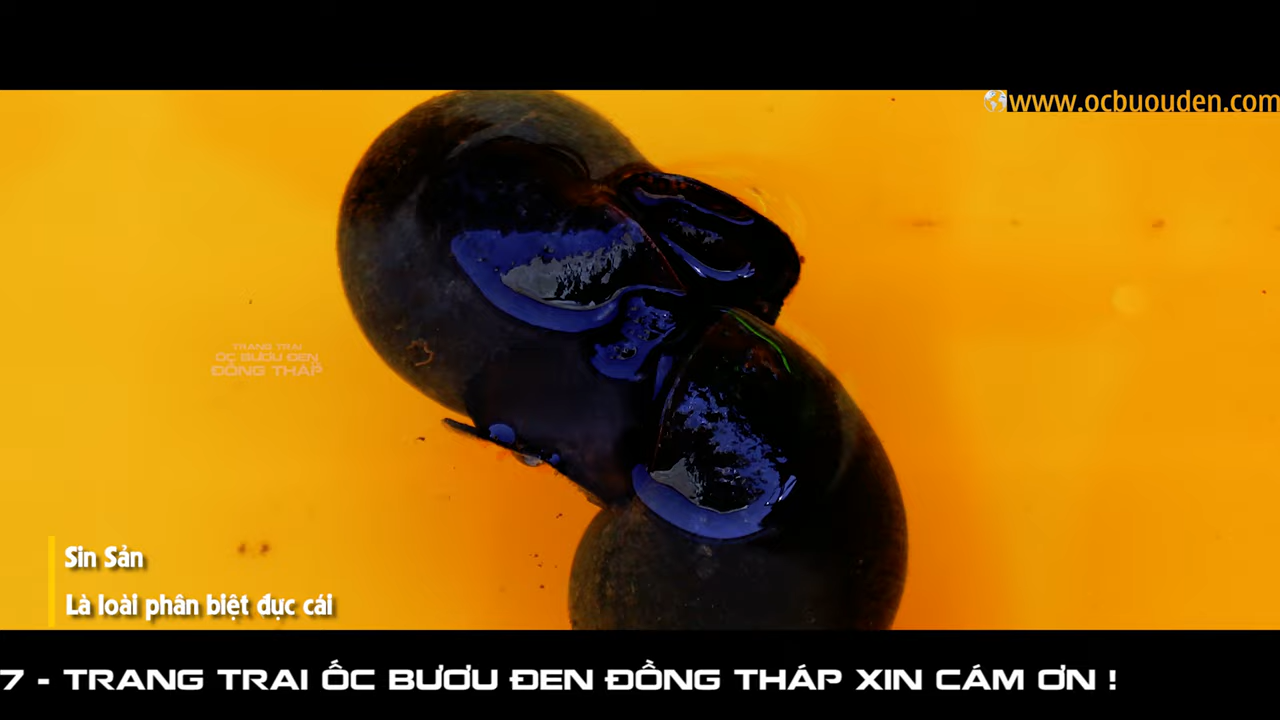 www.ocbuouden.com
TRANG TRAI
ỐC BƯƠU ĐEN
ĐỒNG THÁP
Sin Sản
Là loài phân biệt đục cái
7 - TRANG TRAI ỐC BƯƠU ĐEN ĐỒNG THÁP XIN CÁM ƠN !